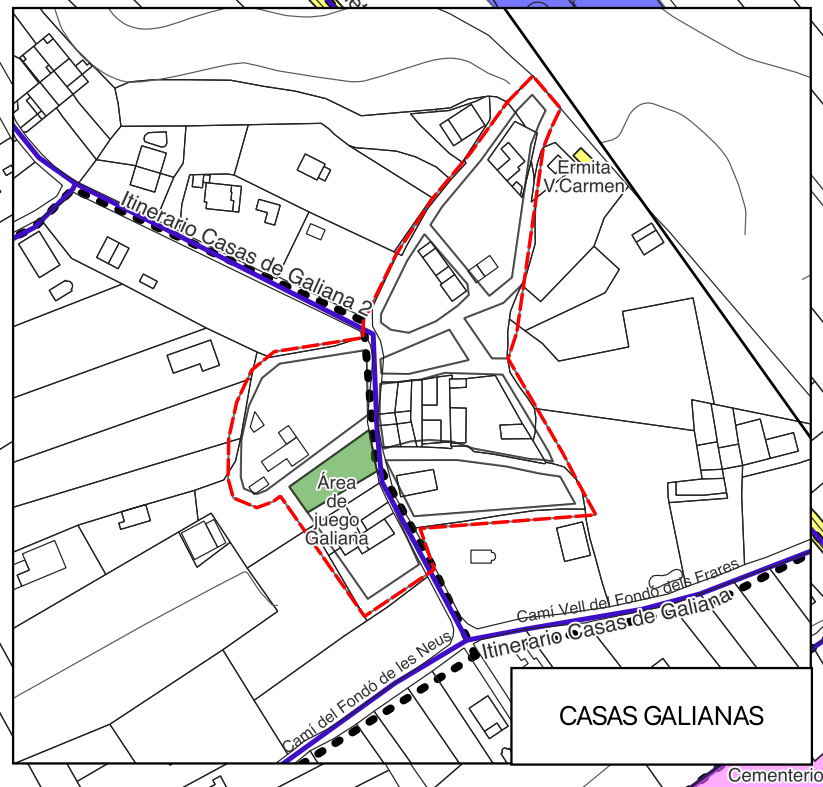 Ermita
V.Carmen
Itinerario Casas de Galiana 2
Área
de
juego
Galiana
Camí Vell del Fondo dels Frares
Itinerario Casas de Galiana
Camí del Fondó de les Neus
CASAS GALIANAS
Cementerio